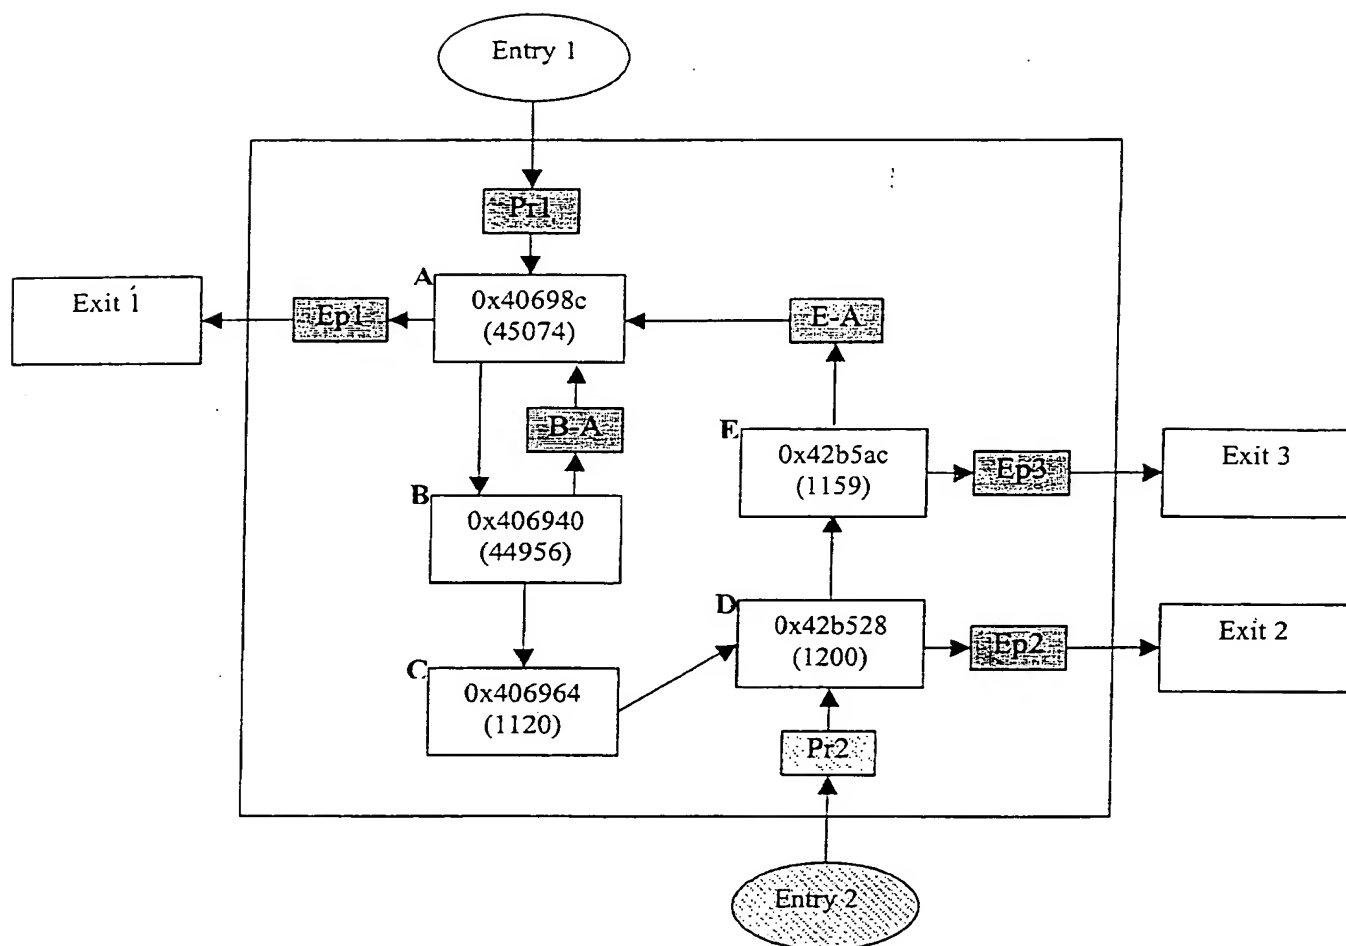 Entry 1
Pr1
A
0x40698c
(45074)
Exit 1
Ep1
E-A
B-A
E
0x42b5ac
(1159)
Ep3
Exit 3
B
0x406940
(44956)
D
0x42b528
(1200)
Ep2
Exit 2
C
0x406964
(1120)
Pr2
Entry 2